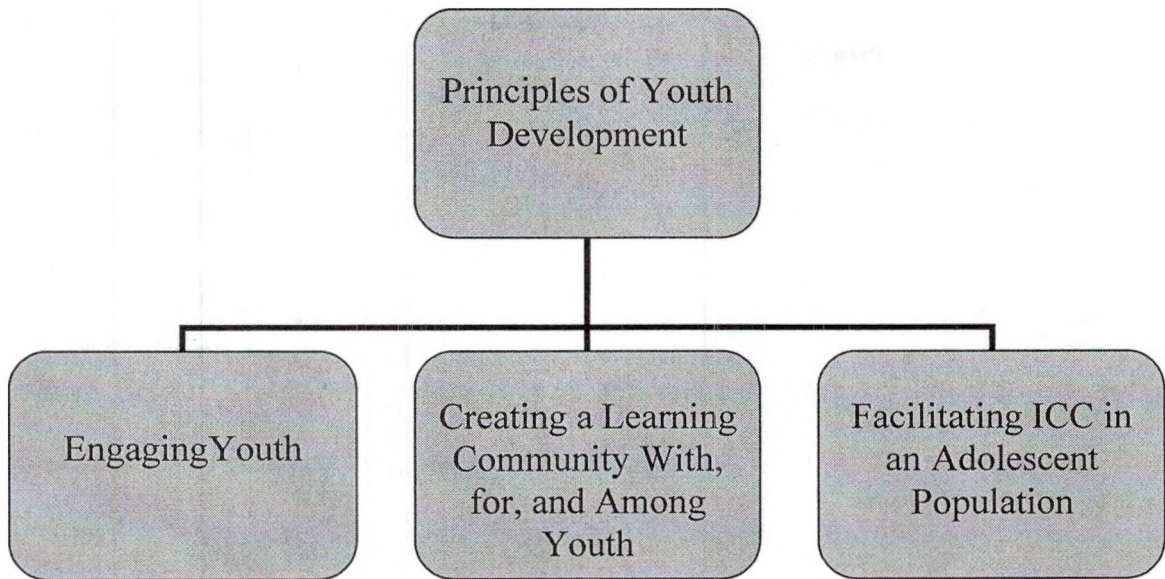 Principles of Youth
Development
EngagingYouth
Creating a Learning
Community With,
for, and Among
Youth
Facilitating ICC in
an Adolescent
Population